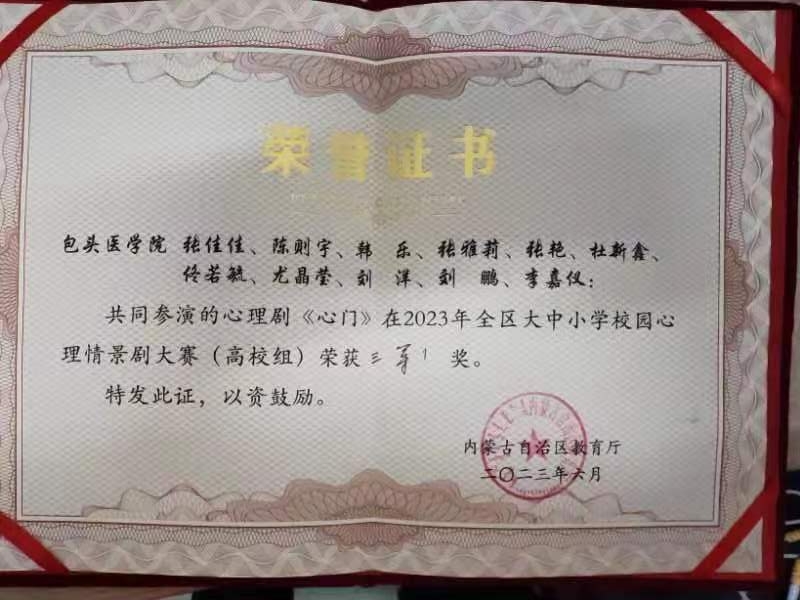 荣誉证书
包头医学院 张佳佳、陈则宇、韩 乐、张雅莉、张艳、杜新鑫、
佟若毓、尤晶莹、刘 洋、刘 鹏、李嘉仪：
共同参演的心理剧《心门》在2023年全区大中小学校园心
理情景剧大赛（高校组）荣获三等 奖。
特发此证，以资鼓励。
内蒙古自治区教育厅
二〇二三年六月